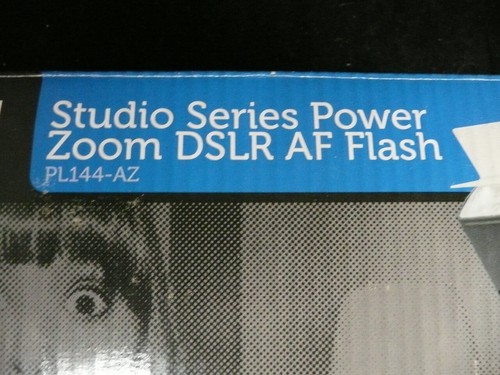 Studio Series Power
Zoom DSLR AF Flash
PL144-AZ